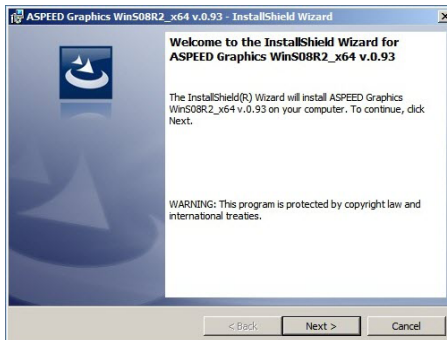 ASPEED Graphics WinS08R2_x64 v.0.93 - InstallShield Wizard
Welcome to the InstallShield Wizard for
ASPEED Graphics WinS08R2_x64 v.0.93
The InstallShield(R) Wizard will install ASPEED Graphics
WinS08R2_x64 v.0.93 on your computer. To continue, click
Next.
WARNING: This program is protected by copyright law and
international treaties.
< Back Next > Cancel